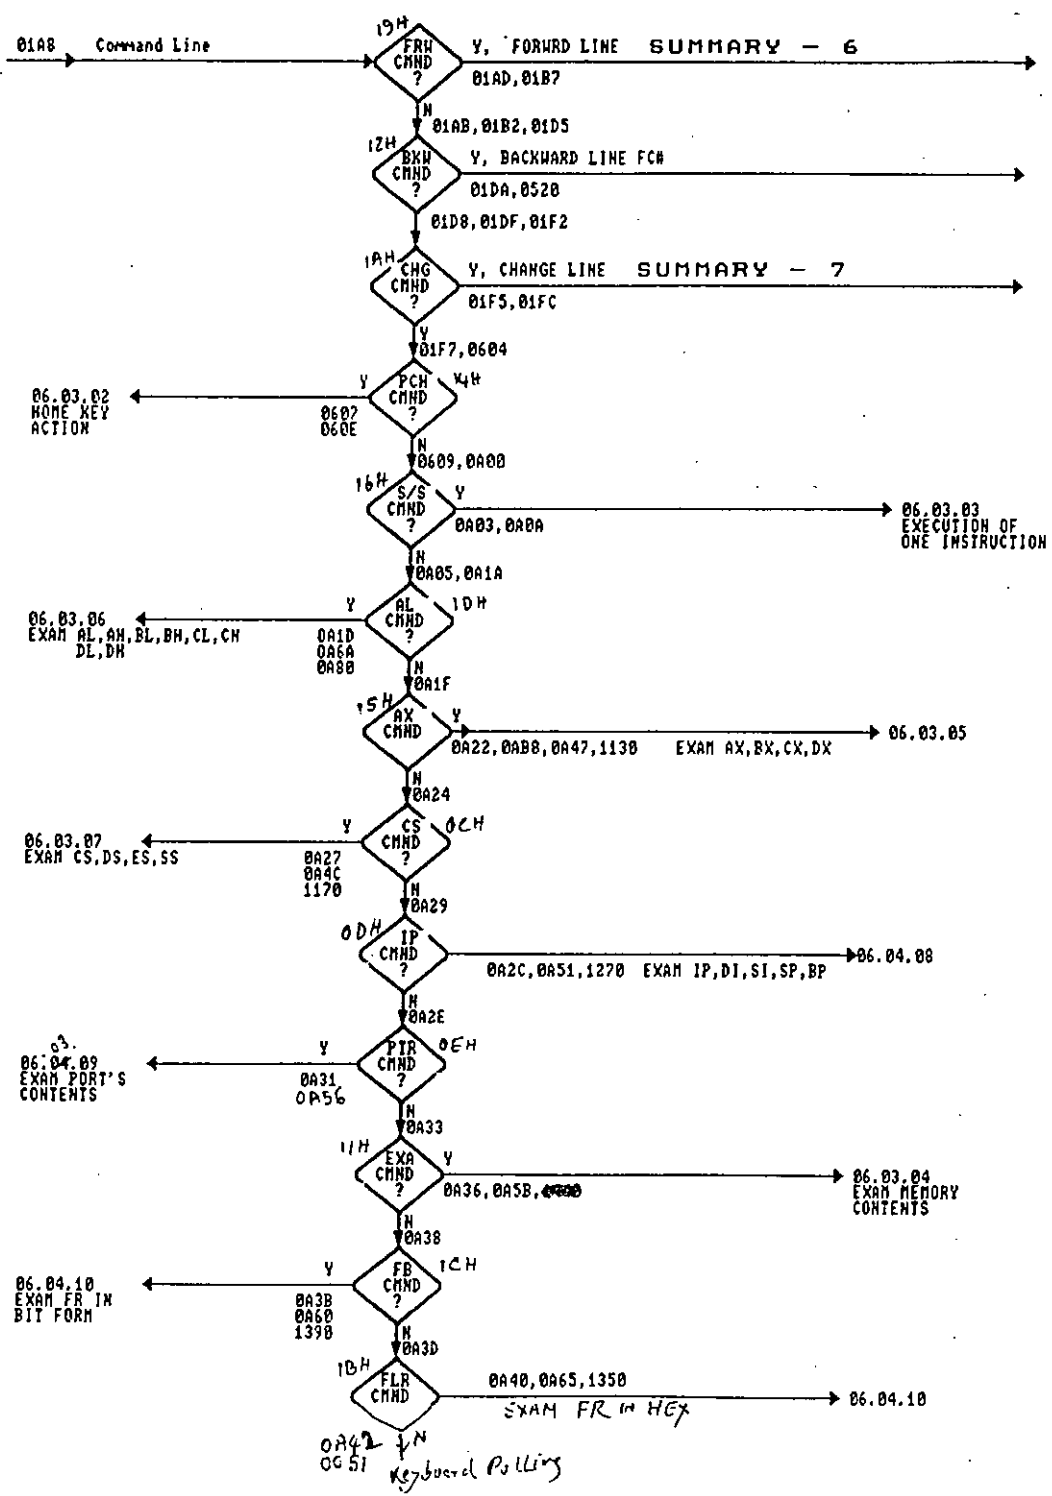 19H
01A8 Command Line
FRW
CMND
?
Y, FORWRD LINE SUMMARY - 6
01AD,01B7
N
01AB,01B2,01D5
12H
BKW
CMND
?
Y, BACKWARD LINE FC#
01DA,0520
01D8,01DF,01F2
1AH
CHG
CMND
?
Y, CHANGE LINE SUMMARY - 7
01F5,01FC
Y
01F7,0604
06.03.02
HOME KEY
ACTION
Y
0607
060E
PCH
CMND
?
14H
N
0609,0A00
16H
S/S
CMND
?
Y
0A03,0A0A
06.03.03
EXECUTION OF
ONE INSTRUCTION
N
0A05,0A1A
06.03.06
EXAM AL,AH,BL,BH,CL,CH
DL,DH
Y
0A1D
0A6A
0A80
AL
CMND
?
1DH
N
0A1F
15H
AX
CMND
Y
0A22,0AB8,0A47,1130 EXAM AX,BX,CX,DX
06.03.05
N
0A24
06.03.07
EXAM CS,DS,ES,SS
Y
0A27
0A4C
1170
CS
CMND
?
0CH
N
0A29
0DH
IP
CMND
?
0A2C,0A51,1270 EXAM IP,DI,SI,SP,BP
06.04.08
N
0A2E
03.
06.04.09
EXAM PORT'S
CONTENTS
Y
0A31
0A56
PTR
CMND
?
0EH
N
0A33
11H
EXA
CMND
?
Y
0A36,0A5B,
06.03.04
EXAM MEMORY
CONTENTS
N
0A38
06.04.10
EXAM FR IN
BIT FORM
Y
0A3B
0A60
1390
FB
CMND
?
1CH
N
0A3D
1BH
FLR
CMND
0A40,0A65,1350
EXAM FR IN HEX
06.04.10
0A42
0051
N
Keyboard Polling